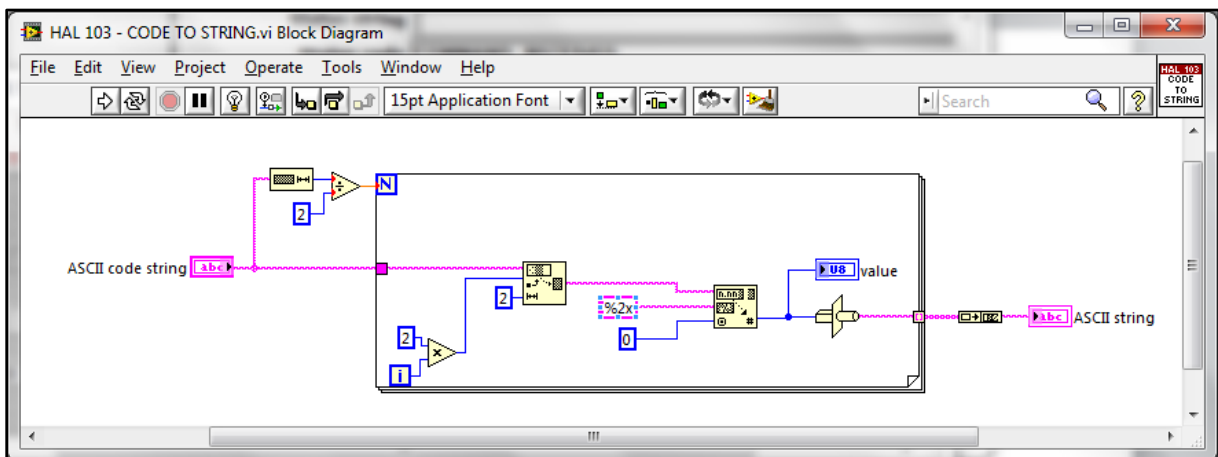 HAL 103 - CODE TO STRING.vi Block Diagram
File Edit View Project Operate Tools Window Help
HAL 103
CODE
TO
STRING
15pt Application Font
Search
?
N
2
ASCII code string abc
2
%2x
n.nn
U8 value
abc ASCII string
2
0
i